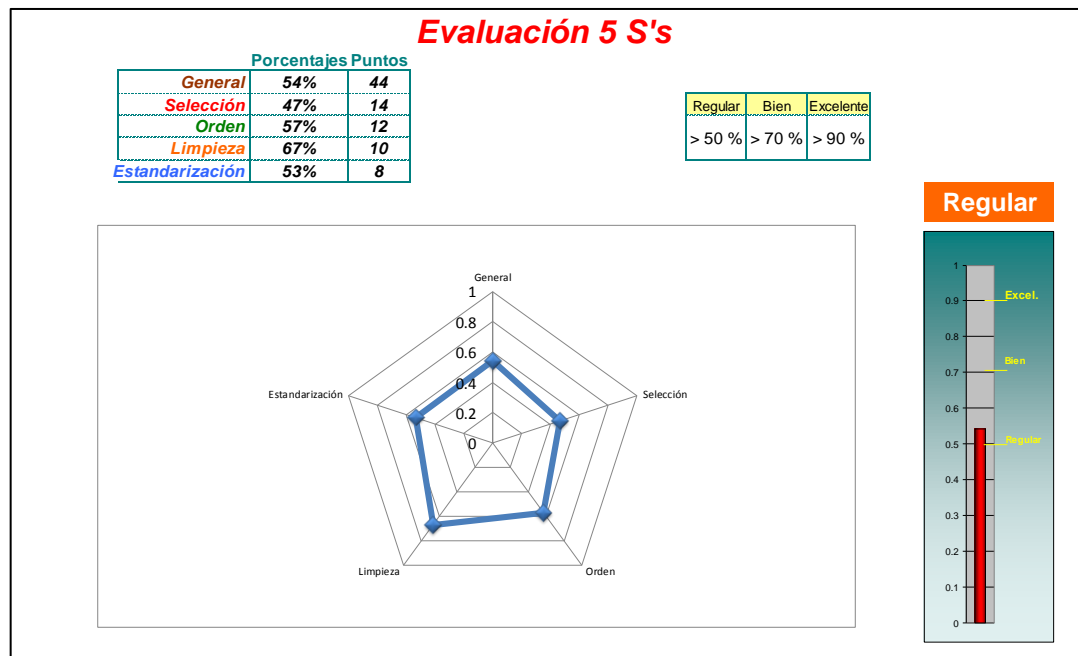 Evaluación 5 S's
Porcentajes Puntos
General 54% 44
Selección 47% 14
Orden 57% 12
Limpieza 67% 10
Estandarización 53% 8
Regular Bien Excelente
> 50 % > 70 % > 90 %
Regular
General
1
0.8
0.6
0.4
0.2
0
Estandarización
Selección
Limpieza
Orden
1
0.9
0.8
0.7
0.6
0.5
0.4
0.3
0.2
0.1
0
Excel.
Bien
Regular